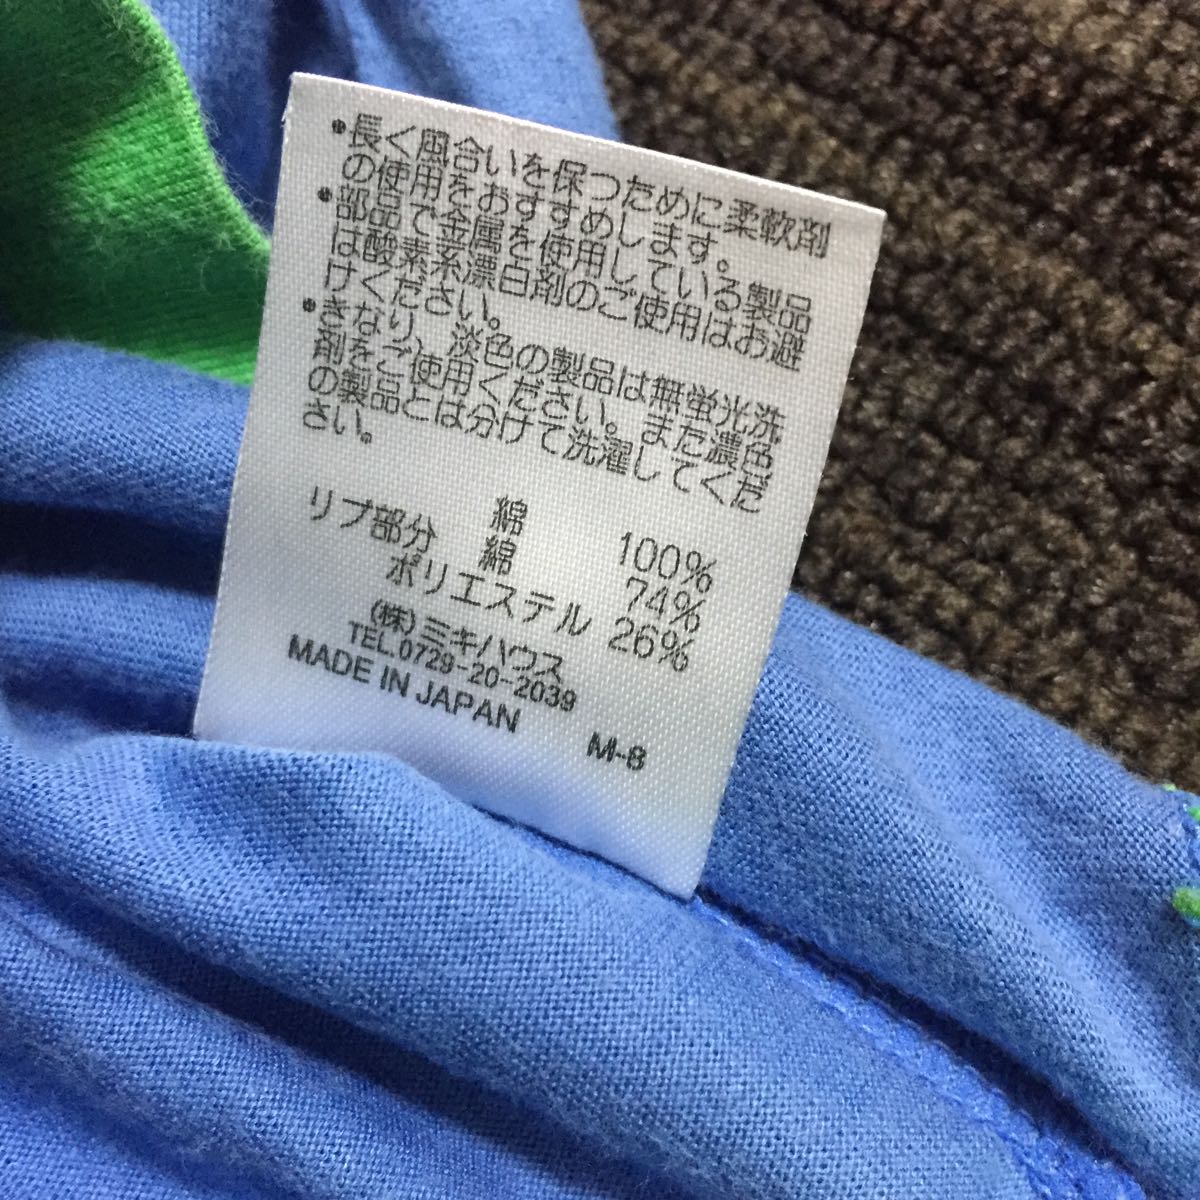 •長く風合いを保つために柔軟剤
の使用をおすすめします。
•部品で金属を使用している製品
は酸素系漂白剤のご使用はお避
けください。
•きなり、淡色の製品は無蛍光洗
剤をご使用ください。また濃色
の製品とは分けて洗濯してくだ
さい。
綿 100%
リブ部分 綿 74%
ポリエステル 26%
(株)ミキハウス
TEL.0729-20-2039
MADE IN JAPAN
M-8